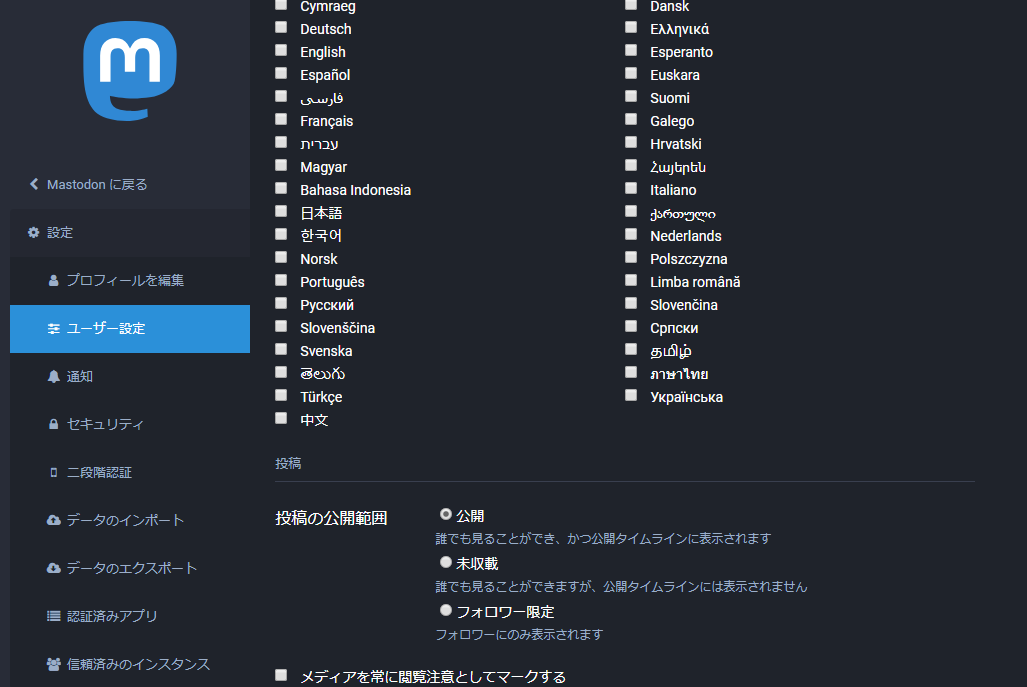 Mastodon に戻る
設定
プロフィールを編集
ユーザー設定
通知
セキュリティ
二段階認証
データのインポート
データのエクスポート
認証済みアプリ
信頼済みのインスタンス
Cymraeg
Dansk
Deutsch
Ελληνικά
English
Esperanto
Español
Euskara
فارسی
Suomi
Français
Galego
עברית
Hrvatski
Magyar
Հայերեն
Bahasa Indonesia
Italiano
日本語
ქართული
한국어
Nederlands
Norsk
Polszczyzna
Português
Limba română
Русский
Slovenčina
Slovenščina
Српски
Svenska
தமிழ்
తెలుగు
ภาษาไทย
Türkçe
Українська
中文
投稿
投稿の公開範囲
公開
誰でも見ることができ、かつ公開タイムラインに表示されます
未収載
誰でも見ることができますが、公開タイムラインには表示されません
フォロワー限定
フォロワーにのみ表示されます
メディアを常に閲覧注意としてマークする